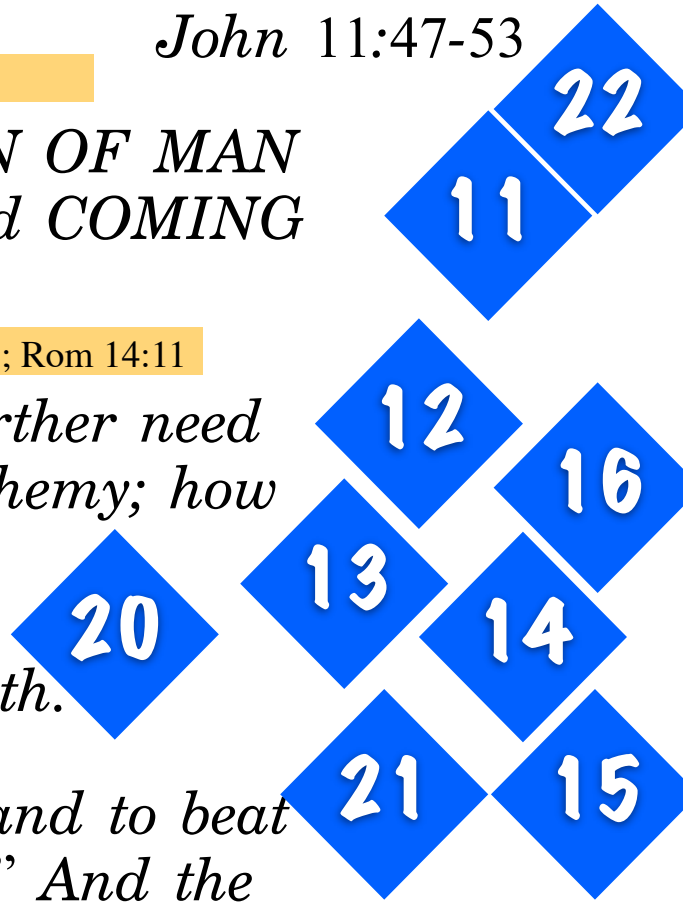 John 11:47-53
22
N OF MAN
11
d COMING
; Rom 14:11
rther need
12
hemy; how
16
13
20
14
th.
21
15
and to beat
” And the